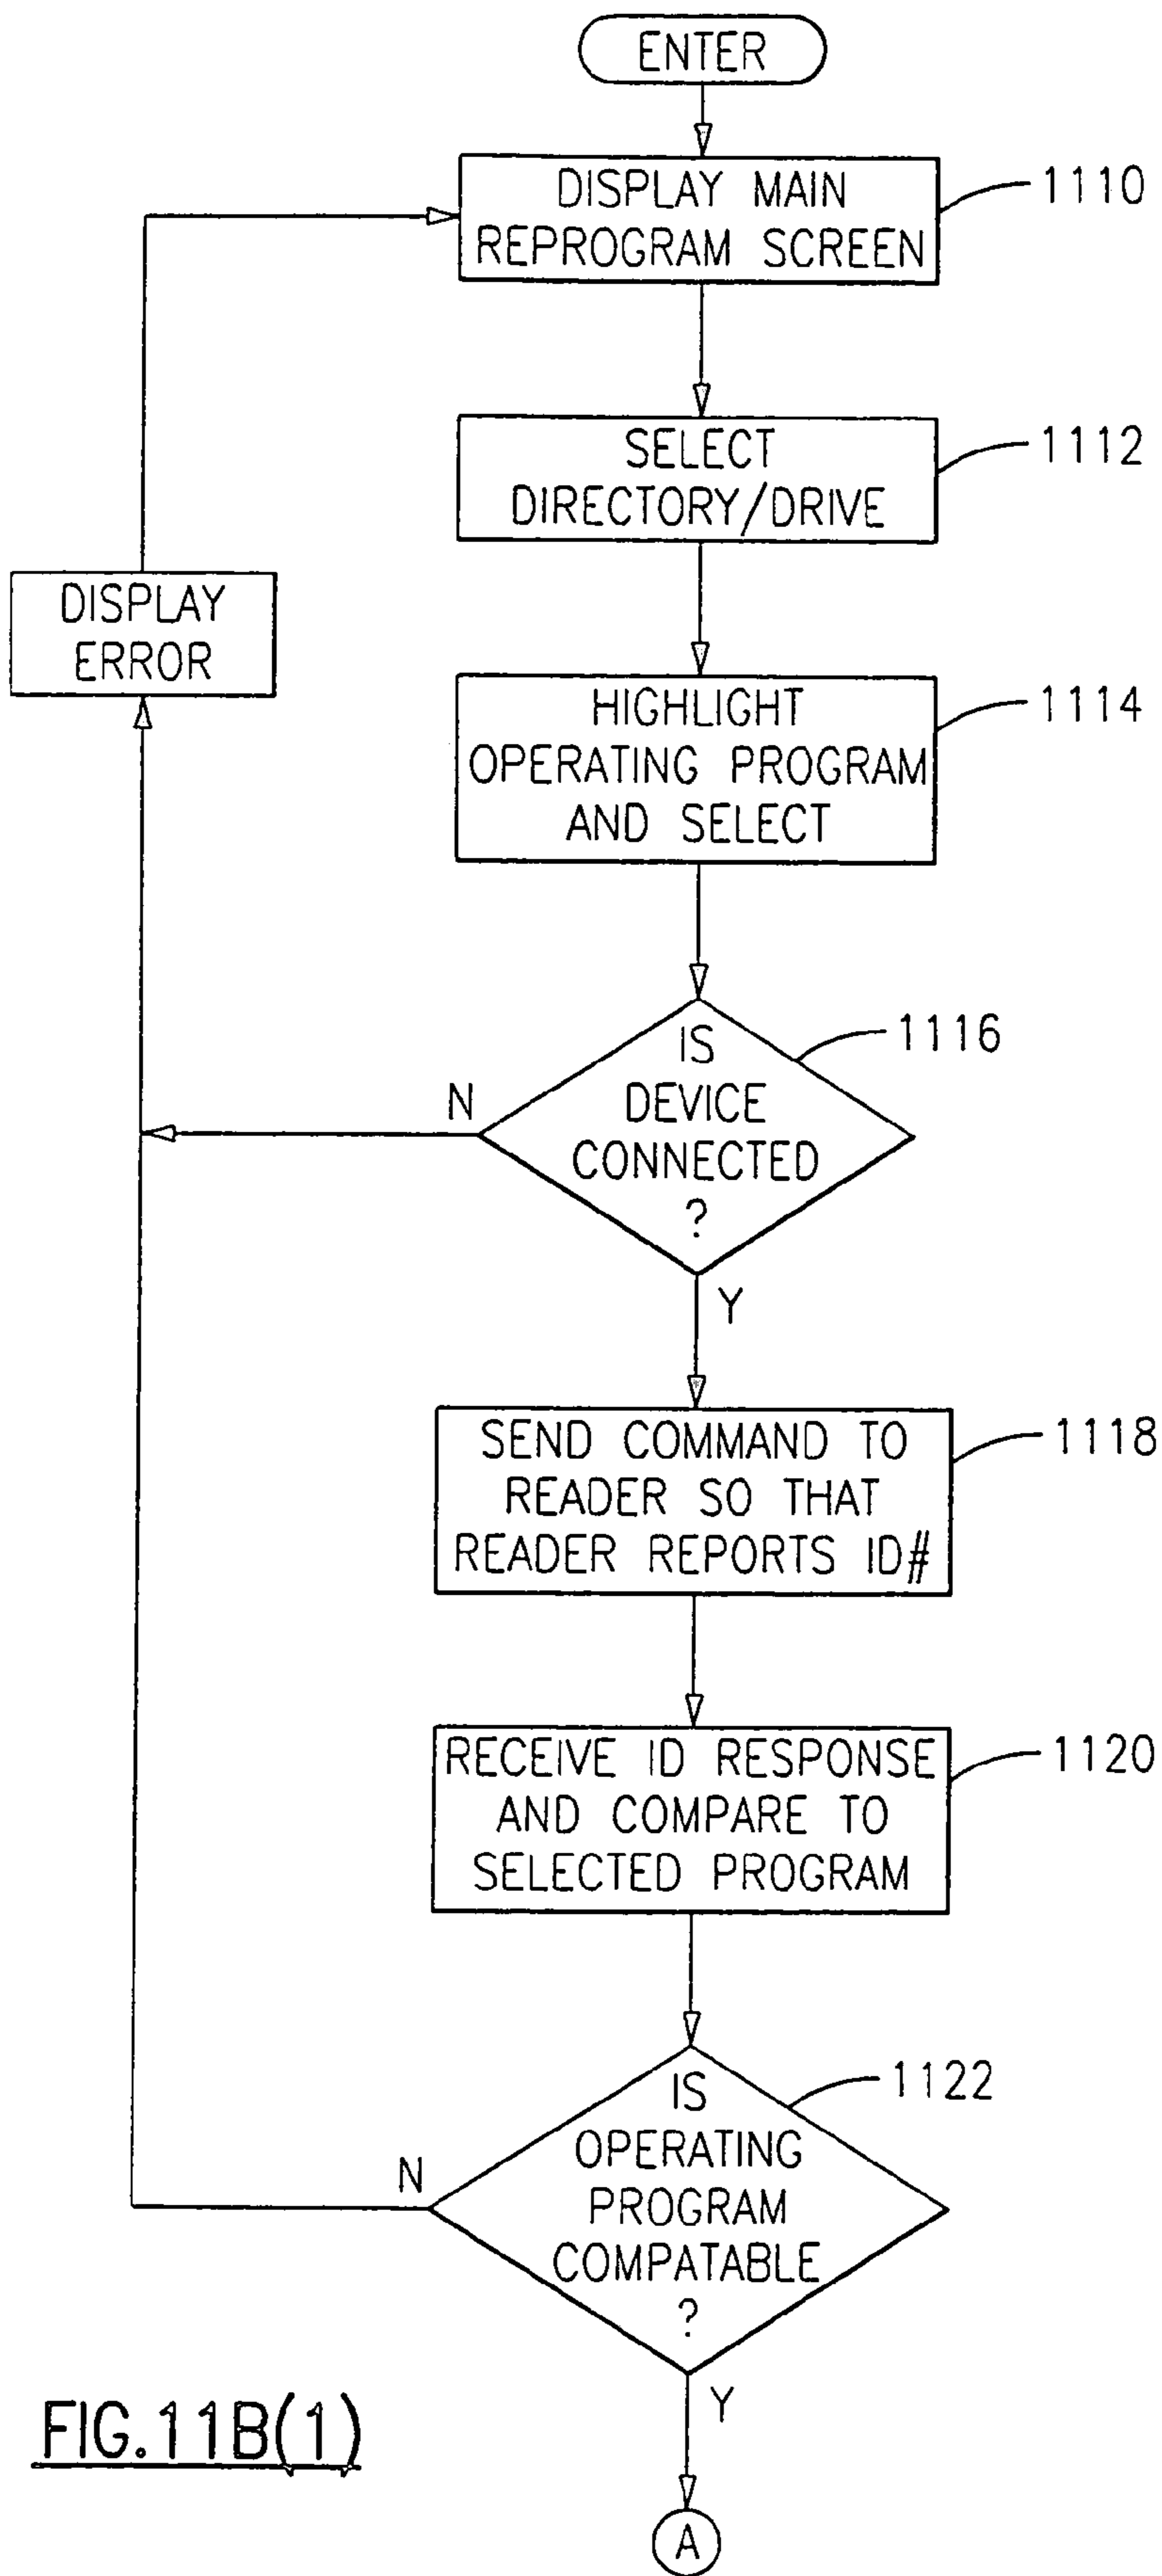 ENTER
DISPLAY MAIN
REPROGRAM SCREEN
1110
SELECT
DIRECTORY/DRIVE
1112
DISPLAY
ERROR
HIGHLIGHT
OPERATING PROGRAM
AND SELECT
1114
IS
DEVICE
CONNECTED
?
1116
N
Y
SEND COMMAND TO
READER SO THAT
READER REPORTS ID#
1118
RECEIVE ID RESPONSE
AND COMPARE TO
SELECTED PROGRAM
1120
IS
OPERATING
PROGRAM
COMPATABLE
?
1122
N
Y
A
FIG.11B(1)